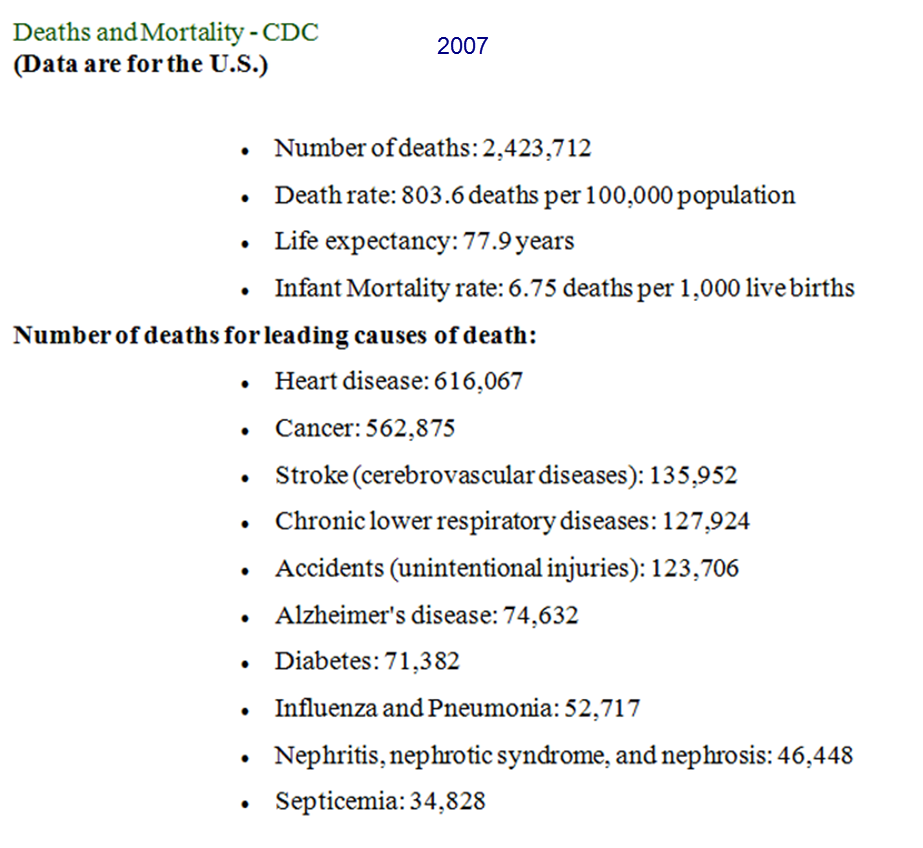 Deaths and Mortality - CDC
2007
(Data are for the U.S.)
• Number of deaths: 2,423,712
• Death rate: 803.6 deaths per 100,000 population
• Life expectancy: 77.9 years
• Infant Mortality rate: 6.75 deaths per 1,000 live births
Number of deaths for leading causes of death:
• Heart disease: 616,067
• Cancer: 562,875
• Stroke (cerebrovascular diseases): 135,952
• Chronic lower respiratory diseases: 127,924
• Accidents (unintentional injuries): 123,706
• Alzheimer's disease: 74,632
• Diabetes: 71,382
• Influenza and Pneumonia: 52,717
• Nephritis, nephrotic syndrome, and nephrosis: 46,448
• Septicemia: 34,828